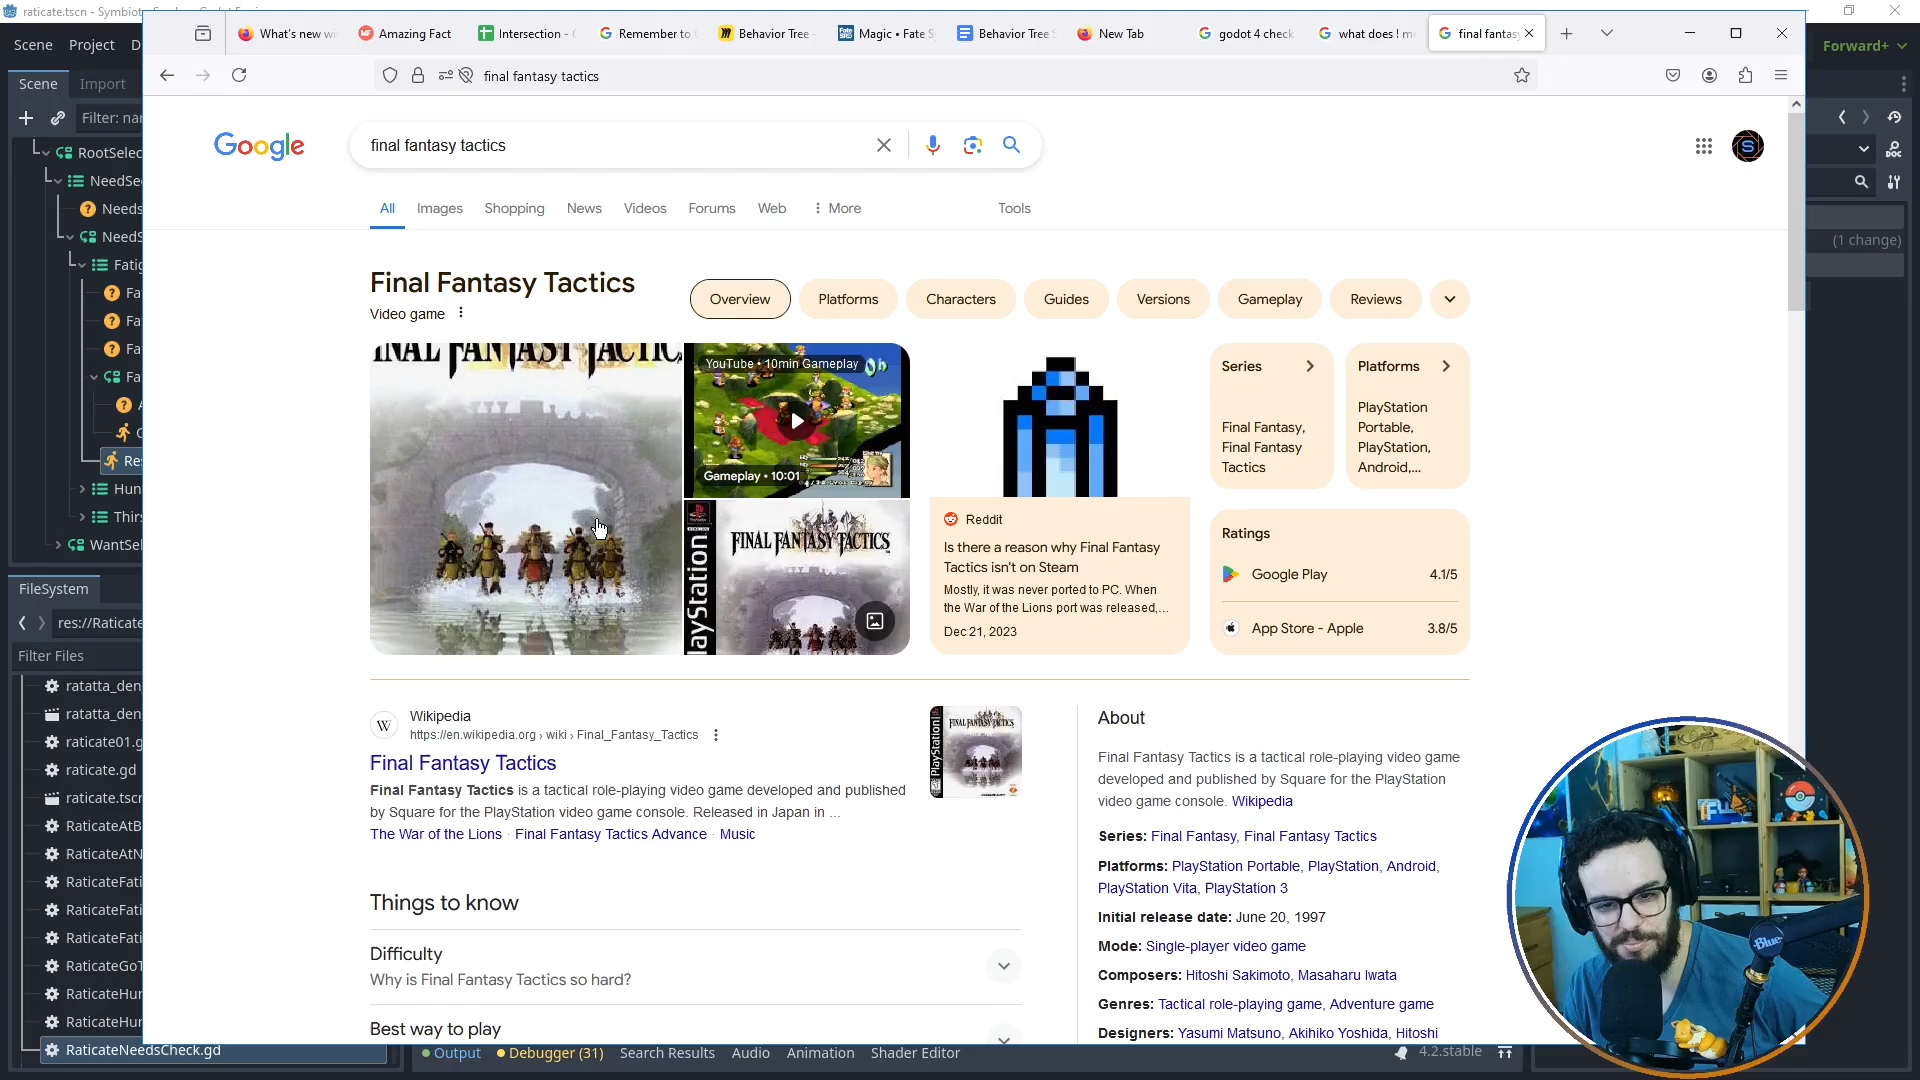 raticate.tscn - Symbiot
What's new wi
Amazing Fact
Intersection -
Remember to
Behavior Tree
Magic • Fate S
Behavior Tree S
New Tab
godot 4 check
what does ! m
final fantasy
Scene Project D
Forward+
final fantasy tactics
Scene Import
Filter: nar
Google
final fantasy tactics
All Images Shopping News Videos Forums Web More Tools
RootSelec
NeedSe
Needs
NeedS
Fatig
Fa
Fa
Fa
Fa
A
C
Res
Hun
Thirs
WantSel
(1 change)
Final Fantasy Tactics
Video game
Overview Platforms Characters Guides Versions Gameplay Reviews
FINAL FANTASY TACTICS
YouTube • 10min Gameplay
Gameplay • 10:01
PlayStation
FINAL FANTASY TACTICS
Reddit
Is there a reason why Final Fantasy
Tactics isn't on Steam
Mostly, it was never ported to PC. When
the War of the Lions port was released,...
Dec 21, 2023
Series
Final Fantasy,
Final Fantasy
Tactics
Platforms
PlayStation
Portable,
PlayStation,
Android,...
Ratings
Google Play 4.1/5
App Store - Apple 3.8/5
FileSystem
res://Raticate
Filter Files
ratatta_den
ratatta_den
raticate01.g
raticate.gd
raticate.tscr
RaticateAtB
RaticateAtN
RaticateFati
RaticateFati
RaticateFati
RaticateGoT
RaticateHur
RaticateHur
RaticateNeedsCheck.gd
W
Wikipedia
https://en.wikipedia.org › wiki › Final_Fantasy_Tactics
Final Fantasy Tactics
Final Fantasy Tactics is a tactical role-playing video game developed and published
by Square for the PlayStation video game console. Released in Japan in ...
The War of the Lions · Final Fantasy Tactics Advance · Music
PlayStation
FINAL FANTASY TACTICS
Things to know
Difficulty
Why is Final Fantasy Tactics so hard?
Best way to play
About
Final Fantasy Tactics is a tactical role-playing video game
developed and published by Square for the PlayStation
video game console. Wikipedia
Series: Final Fantasy, Final Fantasy Tactics
Platforms: PlayStation Portable, PlayStation, Android,
PlayStation Vita, PlayStation 3
Initial release date: June 20, 1997
Mode: Single-player video game
Composers: Hitoshi Sakimoto, Masaharu Iwata
Genres: Tactical role-playing game, Adventure game
Designers: Yasumi Matsuno, Akihiko Yoshida, Hitoshi
Blue
Output Debugger (31) Search Results Audio Animation Shader Editor
4.2.stable